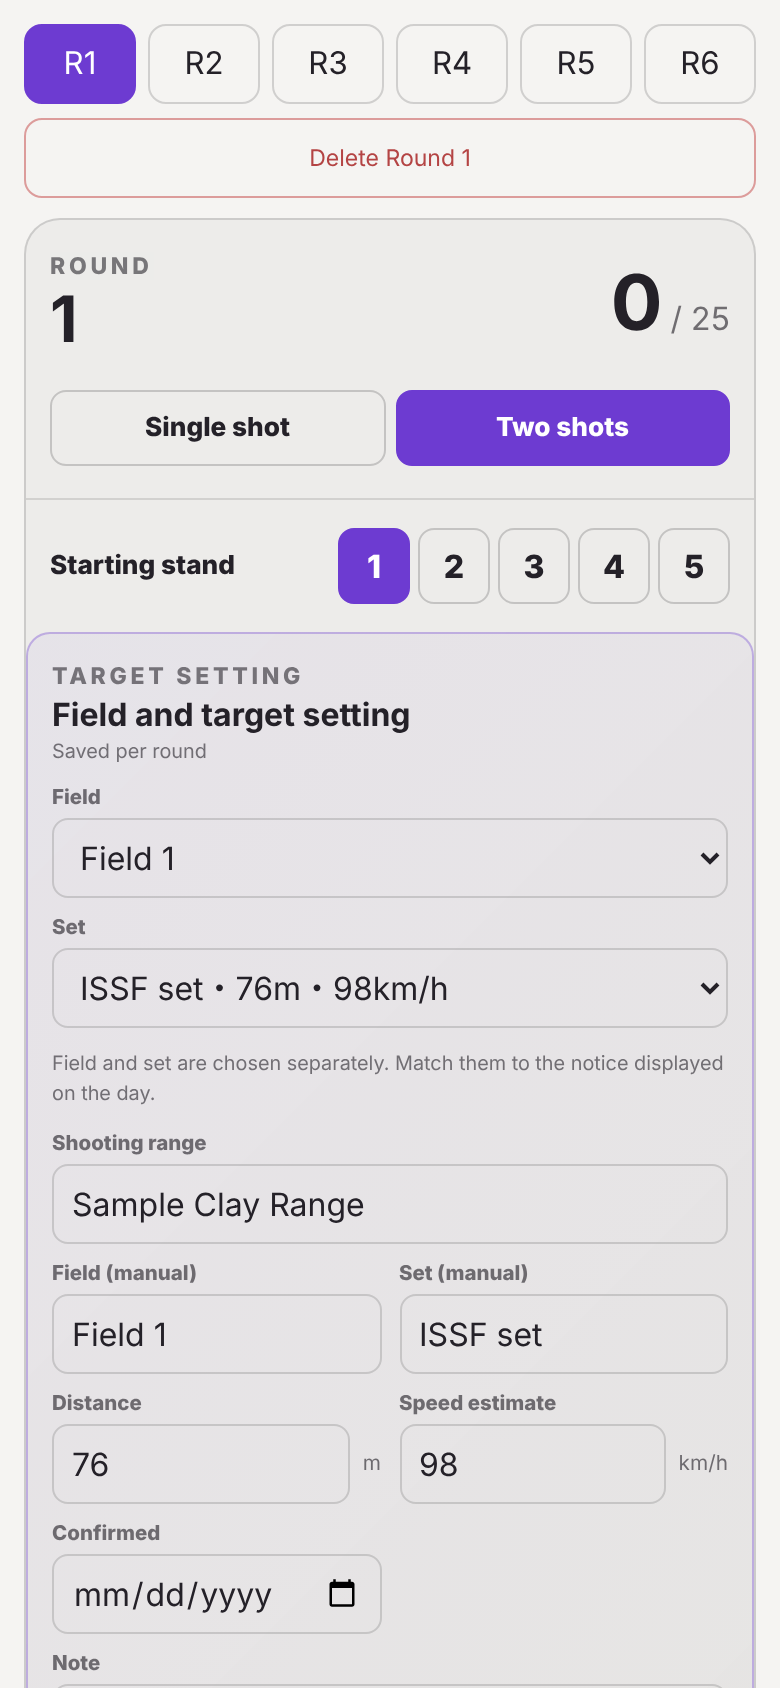 R1 R2 R3 R4 R5 R6
Delete Round 1
ROUND
1
0 / 25
Single shot Two shots
Starting stand 1 2 3 4 5
TARGET SETTING
Field and target setting
Saved per round
Field
Field 1
Set
ISSF set・76m・98km/h
Field and set are chosen separately. Match them to the notice displayed
on the day.
Shooting range
Sample Clay Range
Field (manual) Set (manual)
Field 1 ISSF set
Distance Speed estimate
76 m 98 km/h
Confirmed
mm/dd/yyyy
Note